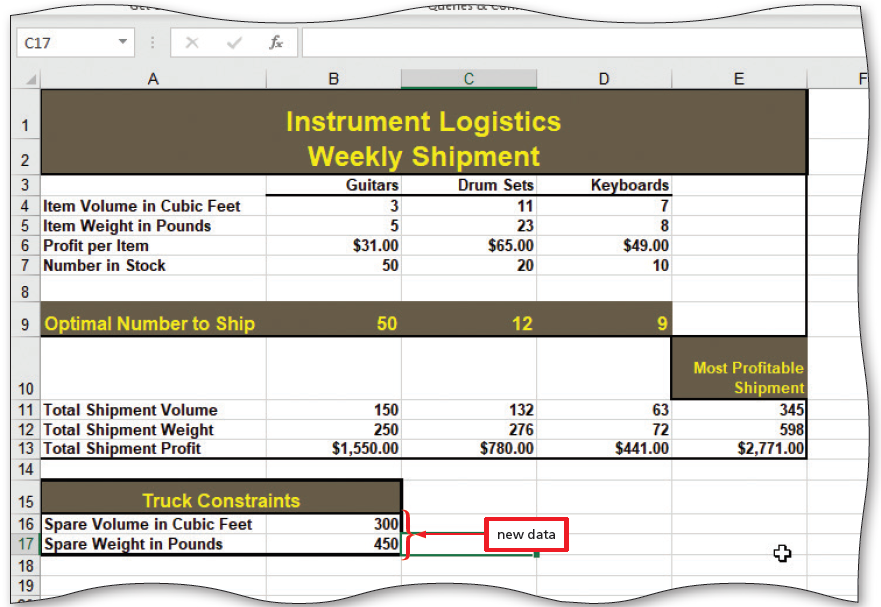 C17 fx
A B C D E F
1 Instrument Logistics
2 Weekly Shipment
3 Guitars Drum Sets Keyboards
4 Item Volume in Cubic Feet 3 11 7
5 Item Weight in Pounds 5 23 8
6 Profit per Item $31.00 $65.00 $49.00
7 Number in Stock 50 20 10
8
9 Optimal Number to Ship 50 12 9
Most Profitable
10 Shipment
11 Total Shipment Volume 150 132 63 345
12 Total Shipment Weight 250 276 72 598
13 Total Shipment Profit $1,550.00 $780.00 $441.00 $2,771.00
14
15 Truck Constraints
16 Spare Volume in Cubic Feet 300
new data
17 Spare Weight in Pounds 450
18
19